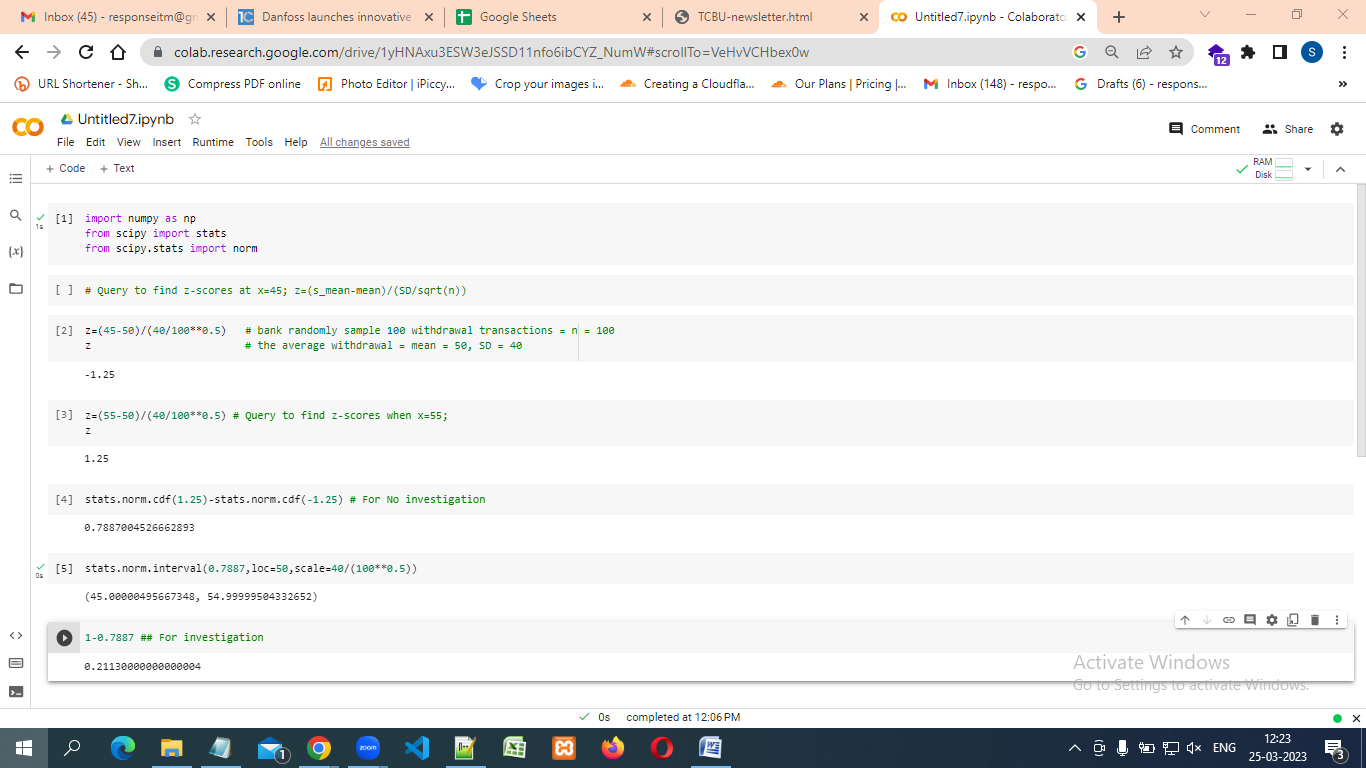 Inbox (45) - responseitm@gm
Danfoss launches innovative
Google Sheets
TCBU-newsletter.html
Untitled7.ipynb - Colaborato
colab.research.google.com/drive/1yHNAxu3ESW3eJSSD11nfo6ibCYZ_NumW#scrollTo=VeHvVCHbex0w
12
S
URL Shortener - Sh...
Compress PDF online
Photo Editor | iPiccy...
Crop your images i...
Creating a Cloudfla...
Our Plans | Pricing |...
Inbox (148) - respo...
Drafts (6) - respons...
»
Untitled7.ipynb
Comment
Share
File Edit View Insert Runtime Tools Help All changes saved
+ Code + Text
RAM
Disk
[1] import numpy as np
1s from scipy import stats
from scipy.stats import norm
[ ] # Query to find z-scores at x=45; z=(s_mean-mean)/(SD/sqrt(n))
[2] z=(45-50)/(40/100**0.5) # bank randomly sample 100 withdrawal transactions = n = 100
z # the average withdrawal = mean = 50, SD = 40
-1.25
[3] z=(55-50)/(40/100**0.5) # Query to find z-scores when x=55;
z
1.25
[4] stats.norm.cdf(1.25)-stats.norm.cdf(-1.25) # For No investigation
0.7887004526662893
[5] stats.norm.interval(0.7887,loc=50,scale=40/(100**0.5))
0s
(45.00000495667348, 54.99999504332652)
1-0.7887 ## For investigation
0.21130000000000004
Activate Windows
Go to Settings to activate Windows.
0s completed at 12:06 PM
1
zoom
ENG
12:23
25-03-2023
3